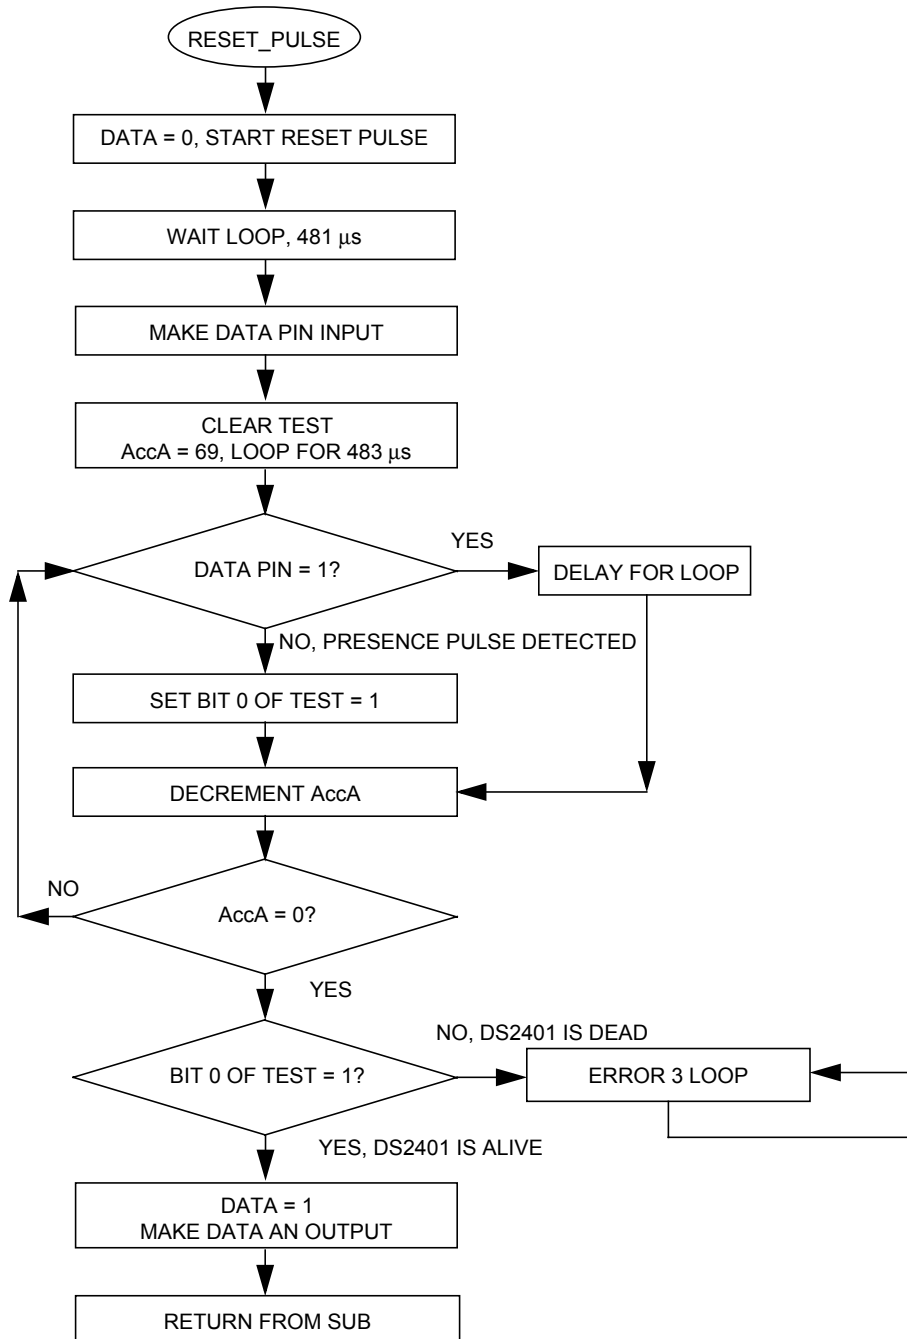 RESET_PULSE
DATA = 0, START RESET PULSE
WAIT LOOP, 481 μs
MAKE DATA PIN INPUT
CLEAR TEST
AccA = 69, LOOP FOR 483 μs
YES
DATA PIN = 1?
DELAY FOR LOOP
NO, PRESENCE PULSE DETECTED
SET BIT 0 OF TEST = 1
DECREMENT AccA
NO
AccA = 0?
YES
NO, DS2401 IS DEAD
BIT 0 OF TEST = 1?
ERROR 3 LOOP
YES, DS2401 IS ALIVE
DATA = 1
MAKE DATA AN OUTPUT
RETURN FROM SUB